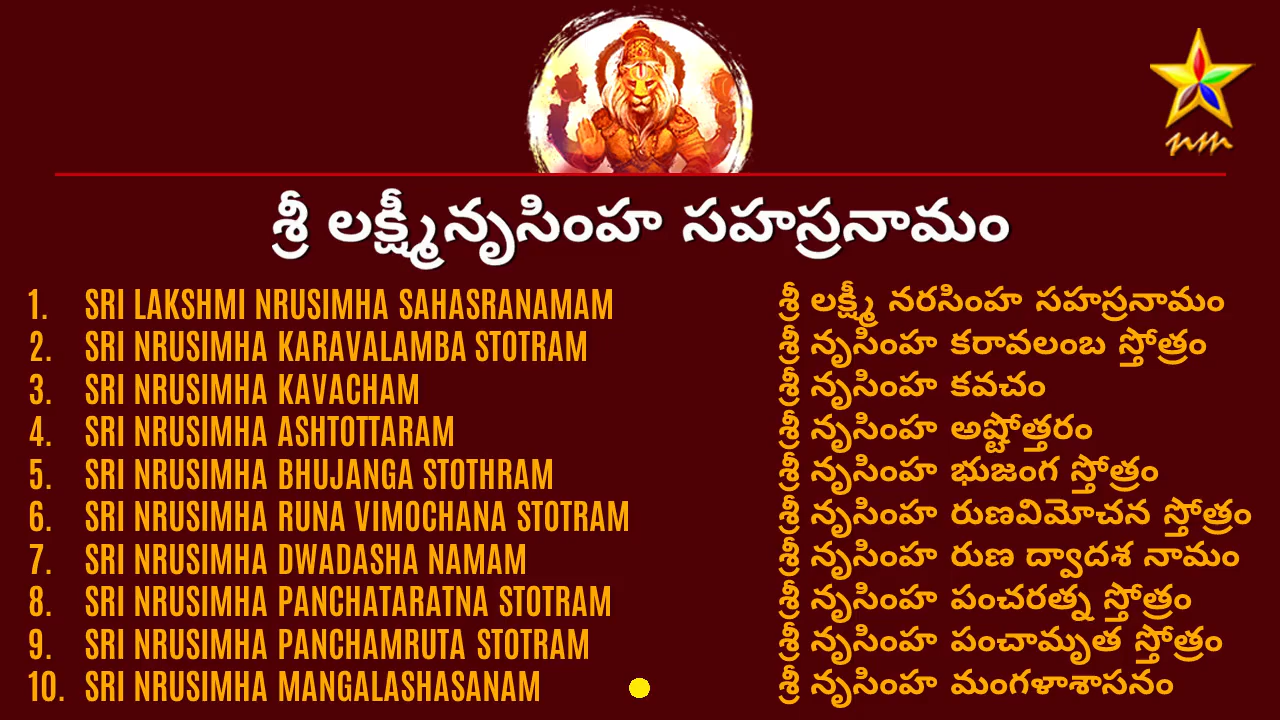 శ్రీ లక్ష్మీనృసింహ సహస్రనామం
1. SRI LAKSHMI NRUSIMHA SAHASRANAMAM శ్రీ లక్ష్మీ నరసింహ సహస్రనామం
2. SRI NRUSIMHA KARAVALAMBA STOTRAM శ్రీ నృసింహ కరావలంబ స్తోత్రం
3. SRI NRUSIMHA KAVACHAM శ్రీ నృసింహ కవచం
4. SRI NRUSIMHA ASHTOTTARAM శ్రీ నృసింహ అష్టోత్తరం
5. SRI NRUSIMHA BHUJANGA STOTHRAM శ్రీ నృసింహ భుజంగ స్తోత్రం
6. SRI NRUSIMHA RUNA VIMOCHANA STOTRAM శ్రీ నృసింహ రుణవిమోచన స్తోత్రం
7. SRI NRUSIMHA DWADASHA NAMAM శ్రీ నృసింహ రుణ ద్వాదశ నామం
8. SRI NRUSIMHA PANCHATARATNA STOTRAM శ్రీ నృసింహ పంచరత్న స్తోత్రం
9. SRI NRUSIMHA PANCHAMRUTA STOTRAM శ్రీ నృసింహ పంచామృత స్తోత్రం
10. SRI NRUSIMHA MANGALASHASANAM శ్రీ నృసింహ మంగళాశాసనం